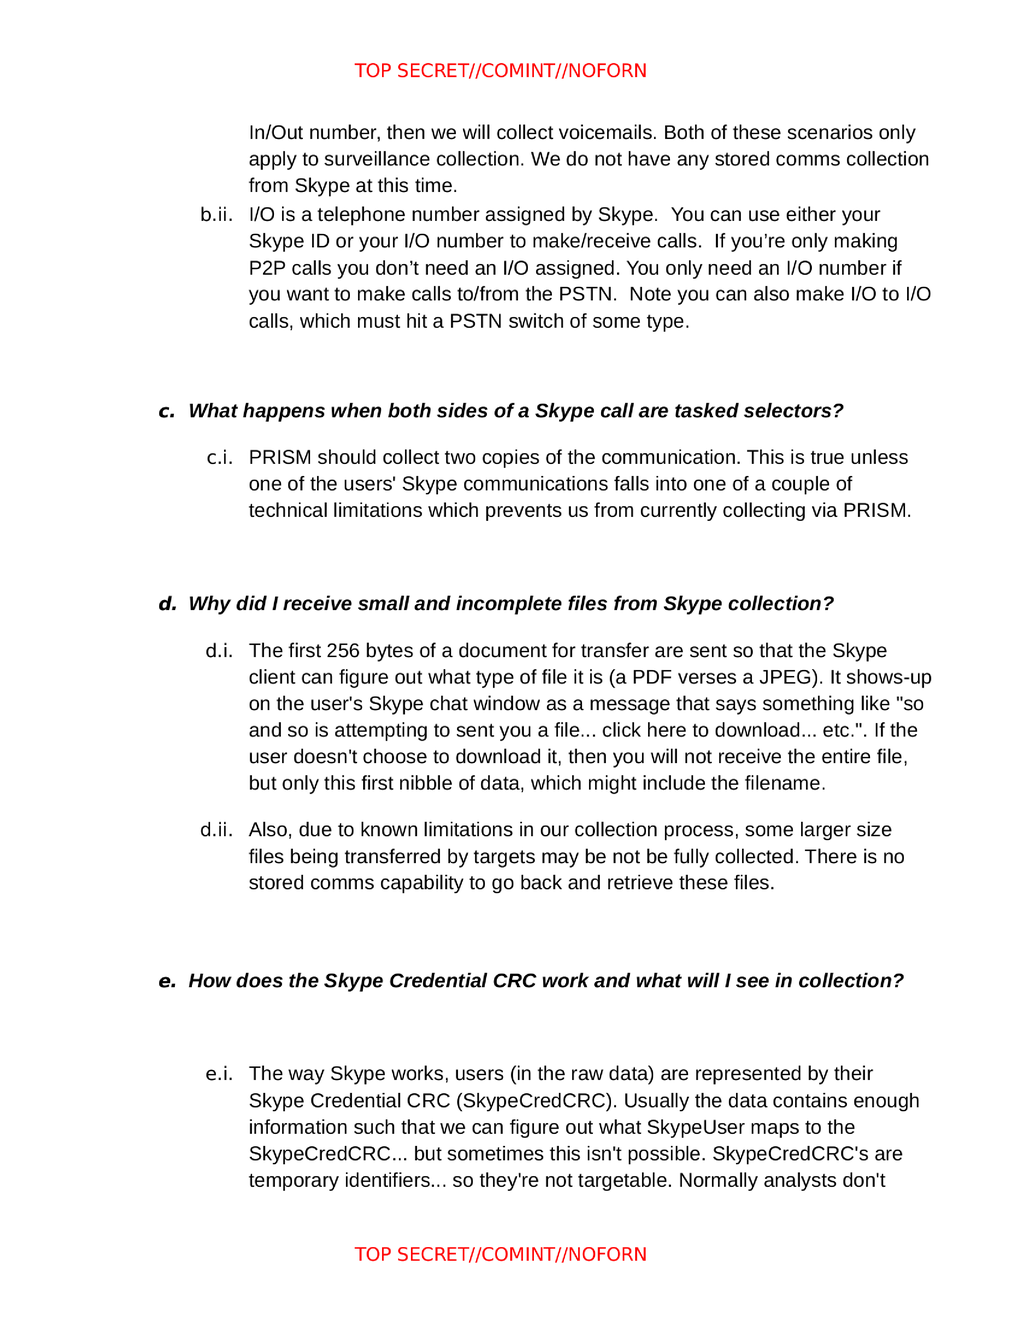 TOP SECRET//COMINT//NOFORN
In/Out number, then we will collect voicemails. Both of these scenarios only
apply to surveillance collection. We do not have any stored comms collection
from Skype at this time.
b.ii. I/O is a telephone number assigned by Skype.  You can use either your
Skype ID or your I/O number to make/receive calls.  If you’re only making
P2P calls you don’t need an I/O assigned. You only need an I/O number if
you want to make calls to/from the PSTN.  Note you can also make I/O to I/O
calls, which must hit a PSTN switch of some type.
c. What happens when both sides of a Skype call are tasked selectors?
c.i. PRISM should collect two copies of the communication. This is true unless
one of the users' Skype communications falls into one of a couple of
technical limitations which prevents us from currently collecting via PRISM.
d. Why did I receive small and incomplete files from Skype collection?
d.i. The first 256 bytes of a document for transfer are sent so that the Skype
client can figure out what type of file it is (a PDF verses a JPEG). It shows-up
on the user's Skype chat window as a message that says something like "so
and so is attempting to sent you a file... click here to download... etc.". If the
user doesn't choose to download it, then you will not receive the entire file,
but only this first nibble of data, which might include the filename.
d.ii. Also, due to known limitations in our collection process, some larger size
files being transferred by targets may be not be fully collected. There is no
stored comms capability to go back and retrieve these files.
e. How does the Skype Credential CRC work and what will I see in collection?
e.i. The way Skype works, users (in the raw data) are represented by their
Skype Credential CRC (SkypeCredCRC). Usually the data contains enough
information such that we can figure out what SkypeUser maps to the
SkypeCredCRC... but sometimes this isn't possible. SkypeCredCRC's are
temporary identifiers... so they're not targetable. Normally analysts don't
TOP SECRET//COMINT//NOFORN